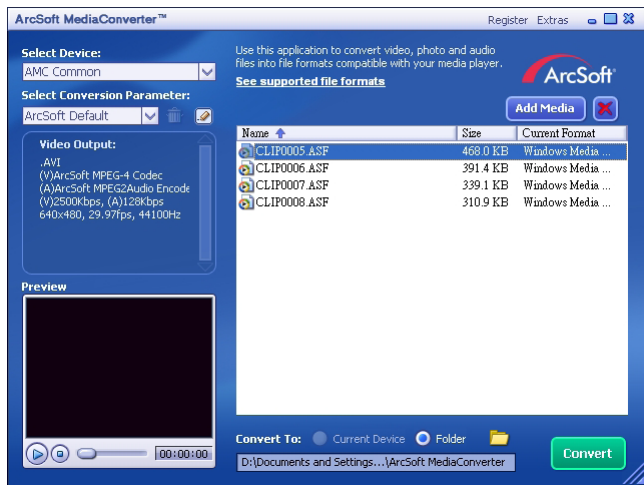 ArcSoft MediaConverter™
Register Extras
Select Device:
AMC Common
Select Conversion Parameter:
ArcSoft Default
Video Output:
.AVI
(V)ArcSoft MPEG-4 Codec
(A)ArcSoft MPEG2Audio Encode
(V)2500Kbps, (A)128Kbps
640x480, 29.97fps, 44100Hz
Preview
00:00:00
Use this application to convert video, photo and audio
files into file formats compatible with your media player.
See supported file formats
ArcSoft®
Add Media
Name Size Current Format
CLIP0005.ASF 468.0 KB Windows Media ...
CLIP0006.ASF 391.4 KB Windows Media ...
CLIP0007.ASF 339.1 KB Windows Media ...
CLIP0008.ASF 310.9 KB Windows Media ...
Convert To: Current Device Folder
D:\Documents and Settings...\ArcSoft MediaConverter
Convert